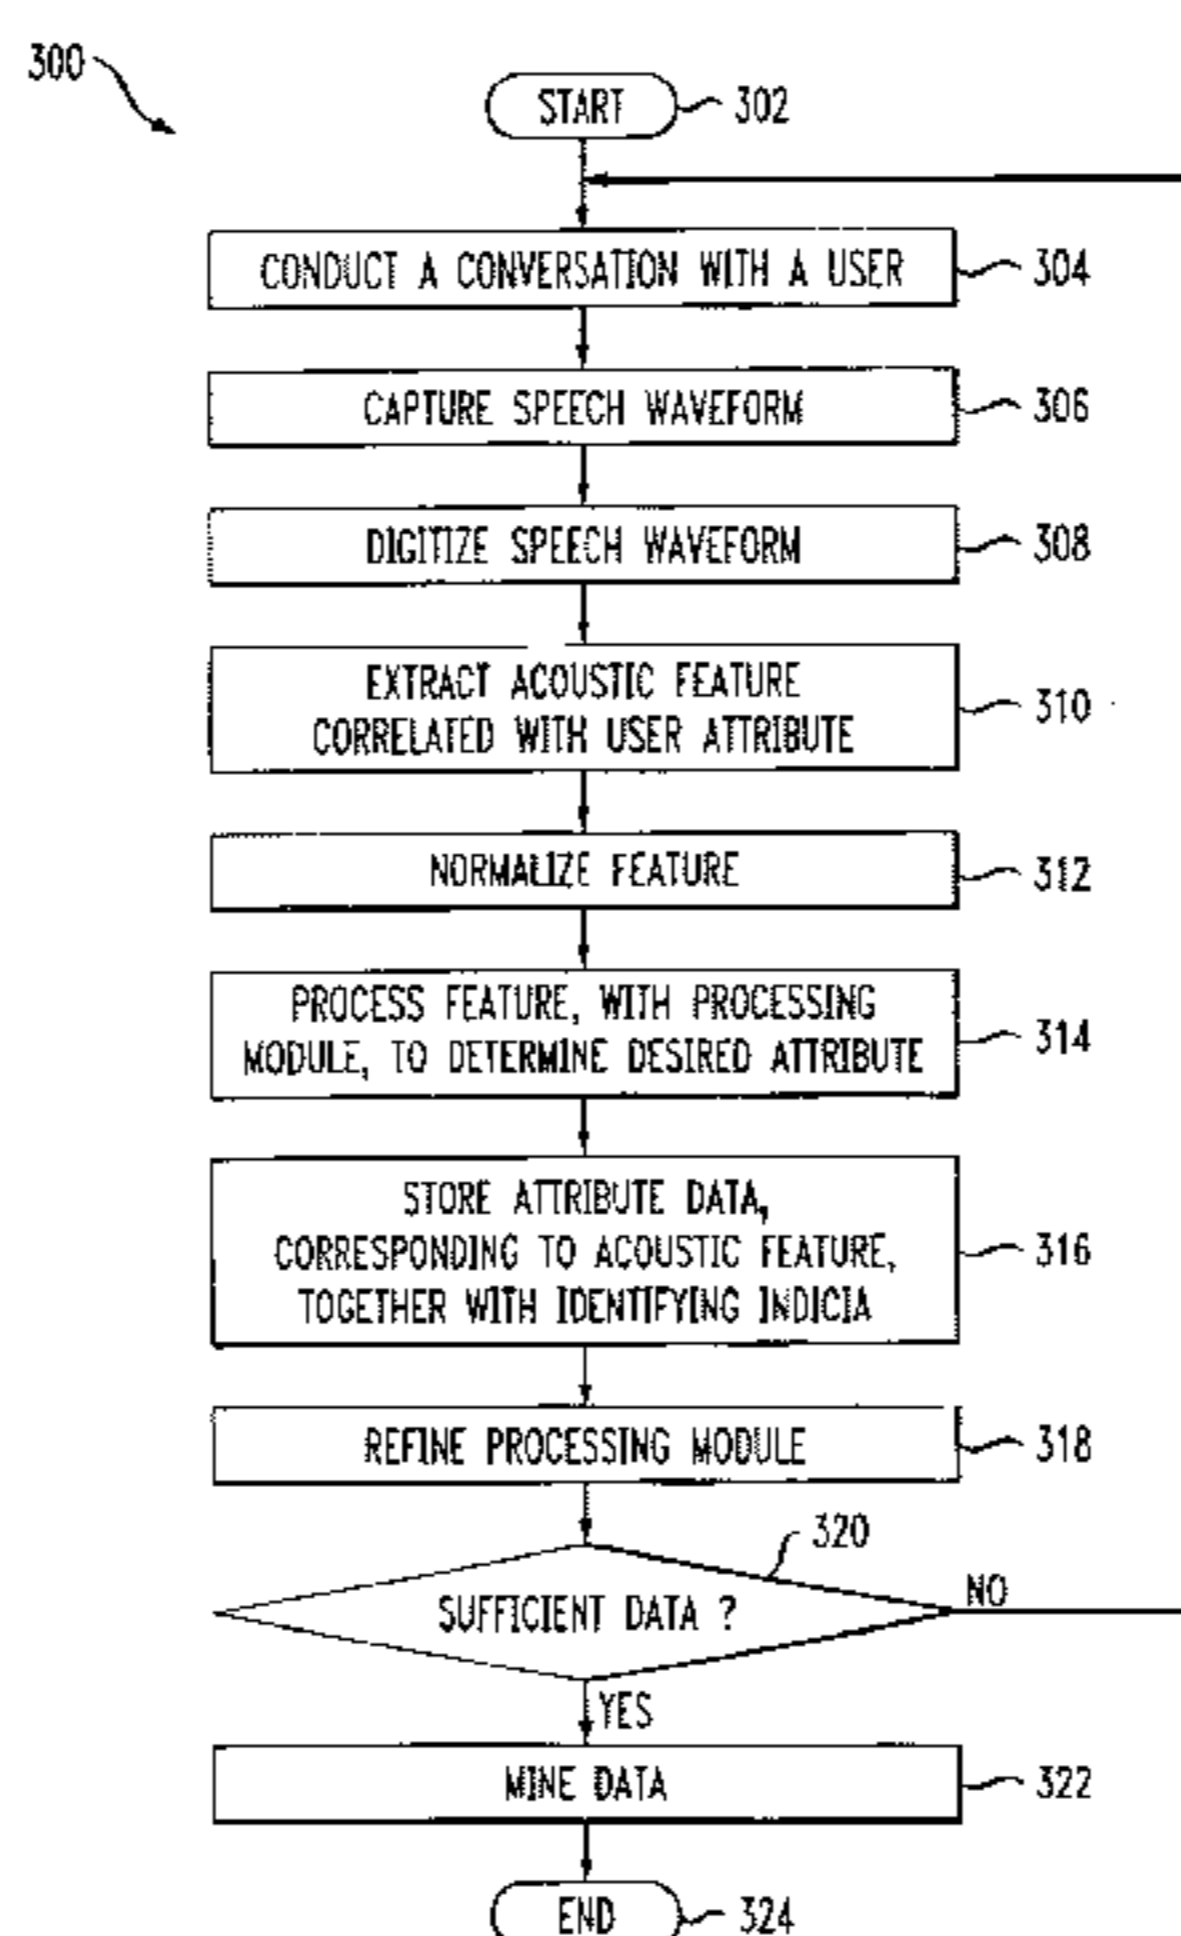 300
START 302
CONDUCT A CONVERSATION WITH A USER 304
CAPTURE SPEECH WAVEFORM 306
DIGITIZE SPEECH WAVEFORM 308
EXTRACT ACOUSTIC FEATURE
CORRELATED WITH USER ATTRIBUTE
310
NORMALIZE FEATURE 312
PROCESS FEATURE, WITH PROCESSING
MODULE, TO DETERMINE DESIRED ATTRIBUTE
314
STORE ATTRIBUTE DATA,
CORRESPONDING TO ACOUSTIC FEATURE,
TOGETHER WITH IDENTIFYING INDICIA
316
REFINE PROCESSING MODULE 318
320
SUFFICIENT DATA ?
NO
YES
MINE DATA 322
END 324